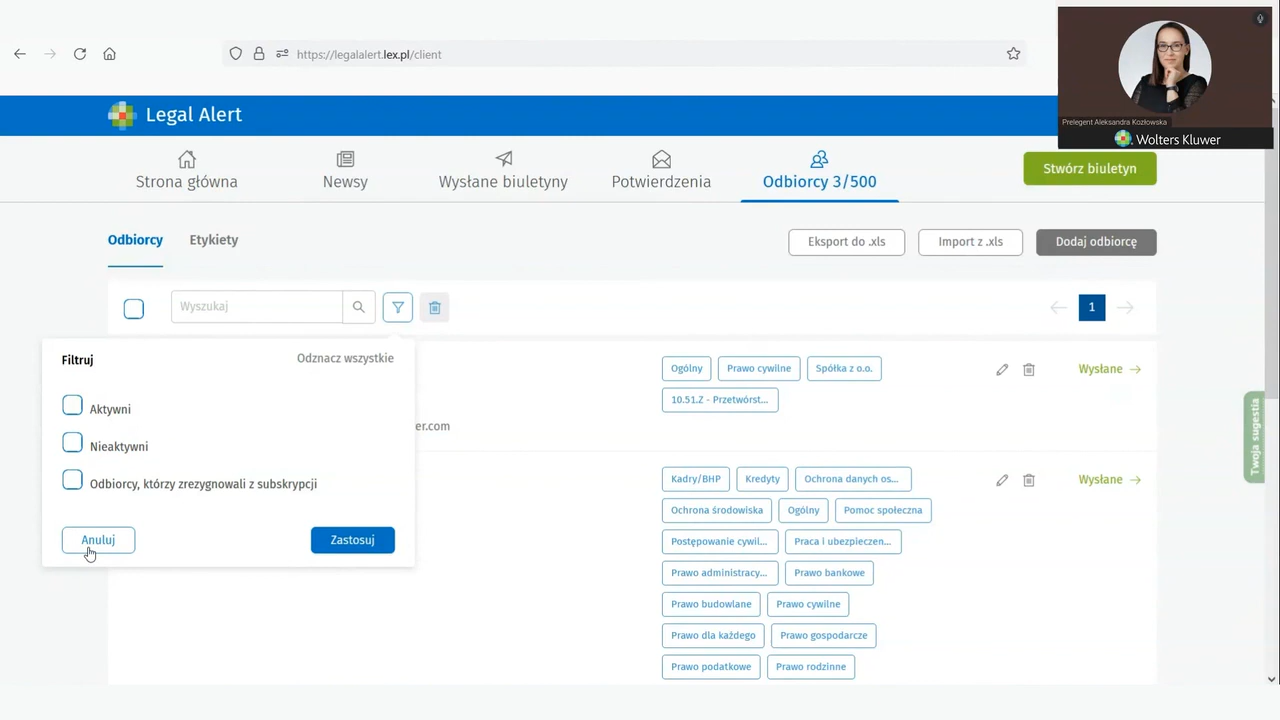 https://legalalert.lex.pl/client
Prelegent Aleksandra Kozłowska
Wolters Kluwer
Legal Alert
Strona główna
Newsy
Wysłane biuletyny
Potwierdzenia
Odbiorcy 3/500
Stwórz biuletyn
Odbiorcy
Etykiety
Eksport do .xls
Import z .xls
Dodaj odbiorcę
Wyszukaj
1
Filtruj
Odznacz wszystkie
Aktywni
Nieaktywni
Odbiorcy, którzy zrezygnowali z subskrypcji
Anuluj
Zastosuj
er.com
Ogólny Prawo cywilne Spółka z o.o.
10.51.Z - Przetwórst...
Wysłane
Kadry/BHP Kredyty Ochrona danych os...
Wysłane
Ochrona środowiska Ogólny Pomoc społeczna
Postępowanie cywil... Praca i ubezpieczen...
Prawo administracy... Prawo bankowe
Prawo budowlane Prawo cywilne
Prawo dla każdego Prawo gospodarcze
Prawo podatkowe Prawo rodzinne
Twoja sugestia